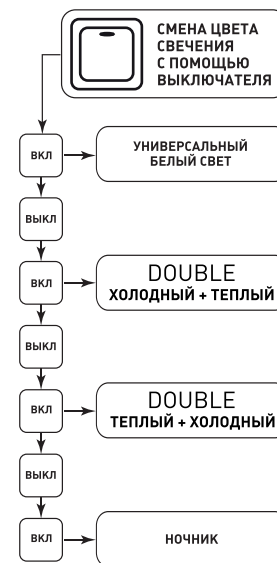 СМЕНА ЦВЕТА
СВЕЧЕНИЯ
С ПОМОЩЬЮ
ВЫКЛЮЧАТЕЛЯ
ВКЛ
УНИВЕРСАЛЬНЫЙ
БЕЛЫЙ СВЕТ
ВЫКЛ
ВКЛ
DOUBLE
ХОЛОДНЫЙ + ТЕПЛЫЙ
ВЫКЛ
ВКЛ
DOUBLE
ТЕПЛЫЙ + ХОЛОДНЫЙ
ВЫКЛ
ВКЛ
НОЧНИК